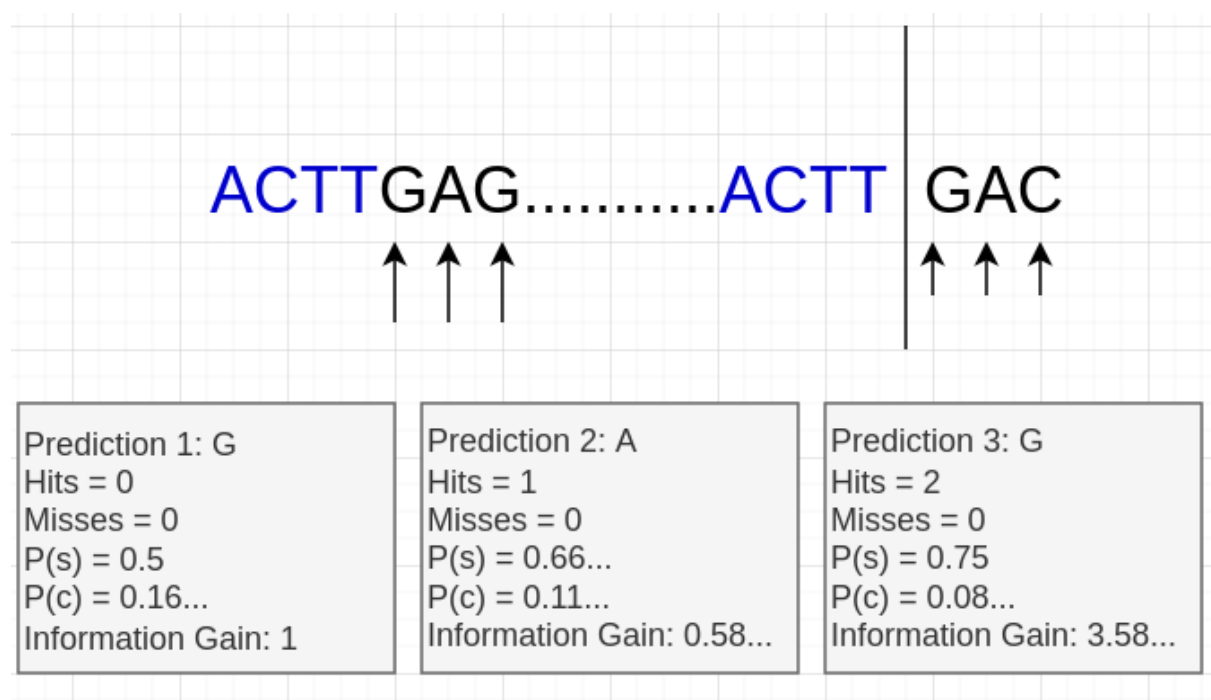 ACTTGAG...........ACTT GAC
Prediction 1: G
Hits = 0
Misses = 0
P(s) = 0.5
P(c) = 0.16...
Information Gain: 1
Prediction 2: A
Hits = 1
Misses = 0
P(s) = 0.66...
P(c) = 0.11...
Information Gain: 0.58...
Prediction 3: G
Hits = 2
Misses = 0
P(s) = 0.75
P(c) = 0.08...
Information Gain: 3.58...